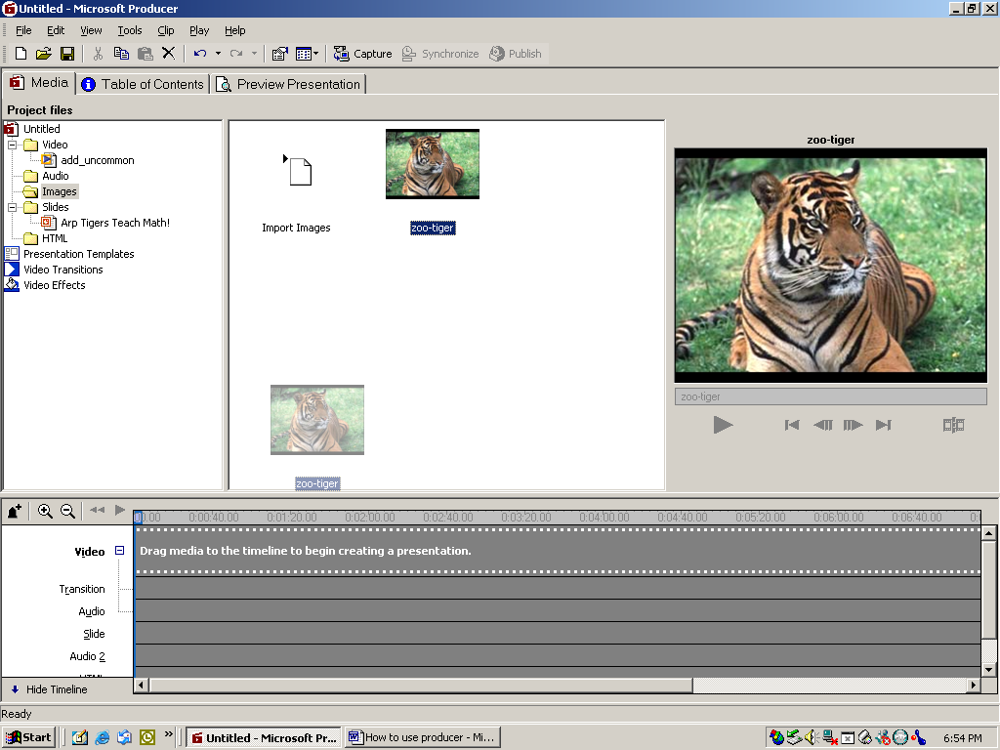 Untitled - Microsoft Producer
File Edit View Tools Clip Play Help
Capture Synchronize Publish
Media Table of Contents Preview Presentation
Project files
Untitled
Video
add_uncommon
Audio
Images
Slides
Arp Tigers Teach Math!
HTML
Presentation Templates
Video Transitions
Video Effects
Import Images
zoo-tiger
zoo-tiger
zoo-tiger
zoo-tiger
0:00:40.00 0:01:20.00 0:02:00.00 0:02:40.00 0:03:20.00 0:04:00.00 0:04:40.00 0:05:20.00 0:06:00.00 0:06:40.00
Video
Drag media to the timeline to begin creating a presentation.
Transition
Audio
Slide
Audio 2
HTML
Hide Timeline
Ready
Start
Untitled - Microsoft Pr...
How to use producer - Mi...
6:54 PM